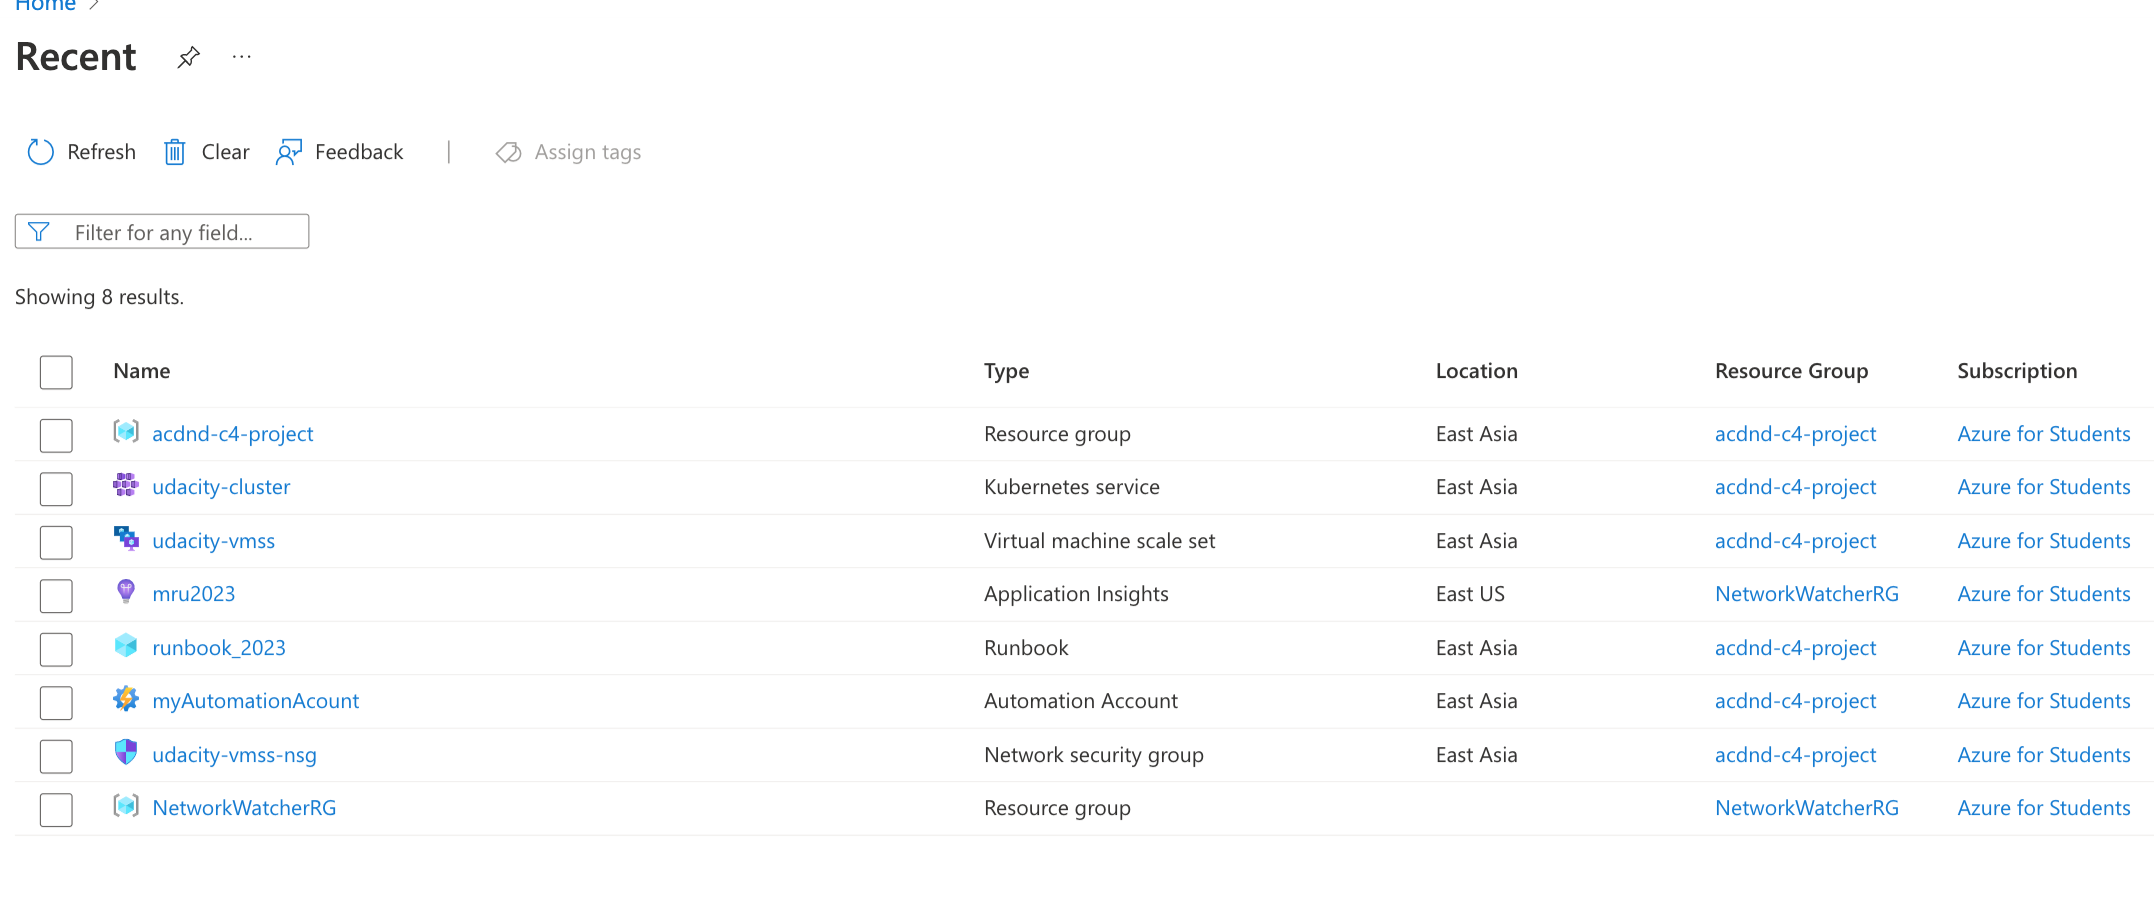 Home >
Recent ...
Refresh Clear Feedback | Assign tags
Filter for any field...
Showing 8 results.
Name Type Location Resource Group Subscription
acdnd-c4-project Resource group East Asia acdnd-c4-project Azure for Students
udacity-cluster Kubernetes service East Asia acdnd-c4-project Azure for Students
udacity-vmss Virtual machine scale set East Asia acdnd-c4-project Azure for Students
mru2023 Application Insights East US NetworkWatcherRG Azure for Students
runbook_2023 Runbook East Asia acdnd-c4-project Azure for Students
myAutomationAcount Automation Account East Asia acdnd-c4-project Azure for Students
udacity-vmss-nsg Network security group East Asia acdnd-c4-project Azure for Students
NetworkWatcherRG Resource group NetworkWatcherRG Azure for Students